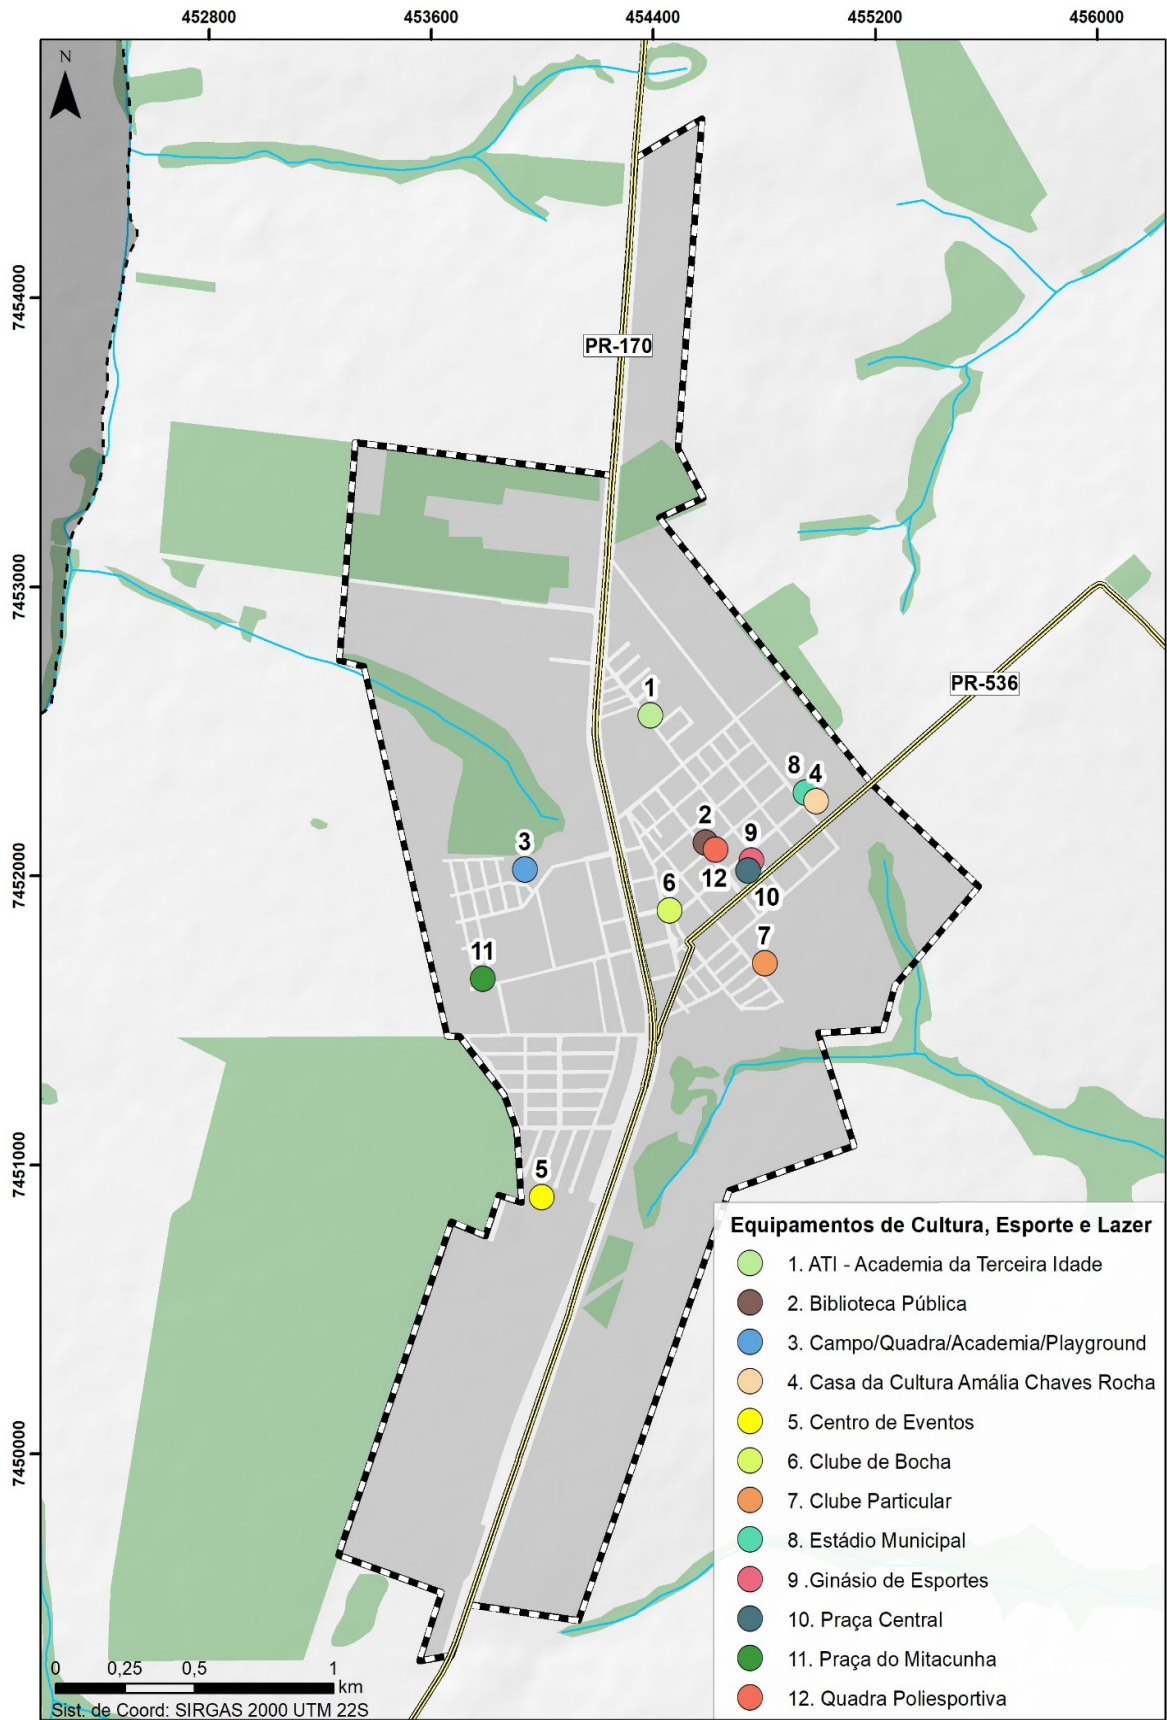 452800
453600
454400
455200
456000
N
7454000
PR-170
7453000
PR-536
1
8
4
2
9
3
12
7452000
6
10
7
11
7451000
5
Equipamentos de Cultura, Esporte e Lazer
1. ATI - Academia da Terceira Idade
2. Biblioteca Pública
3. Campo/Quadra/Academia/Playground
4. Casa da Cultura Amália Chaves Rocha
5. Centro de Eventos
7450000
6. Clube de Bocha
7. Clube Particular
8. Estádio Municipal
9 .Ginásio de Esportes
10. Praça Central
11. Praça do Mitacunha
12. Quadra Poliesportiva
0 0,25 0,5 1
km
Sist. de Coord: SIRGAS 2000 UTM 22S